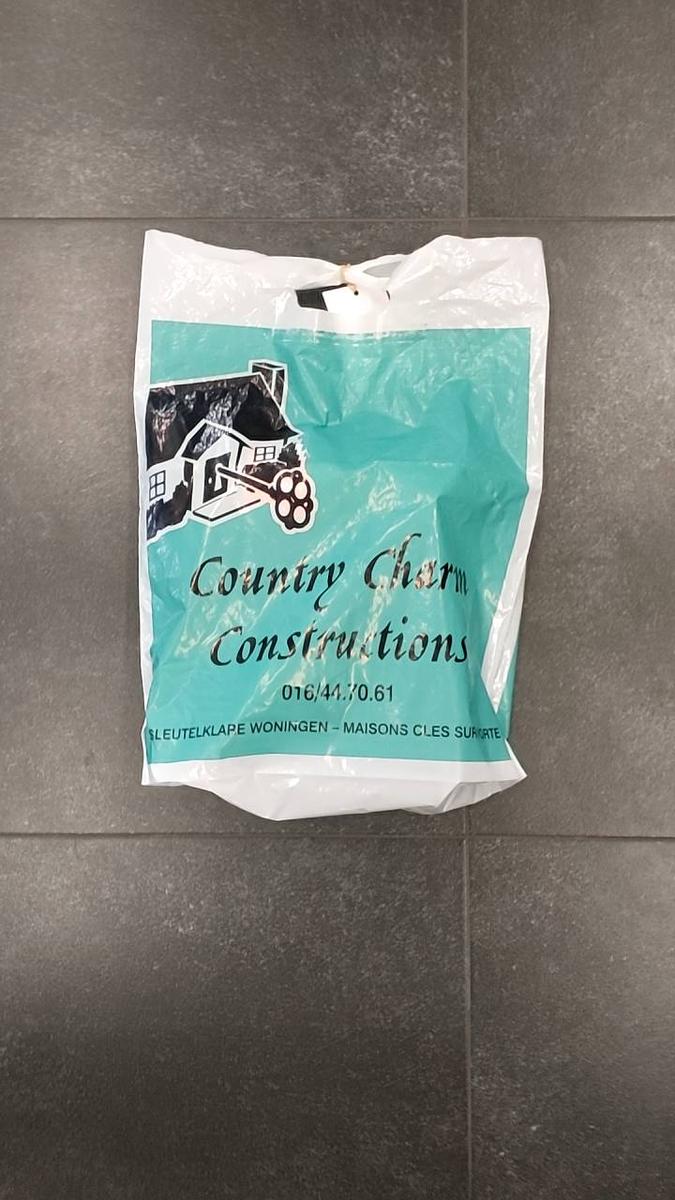 Country Charm
Constructions
016/44.70.61
SLEUTELKLARE WONINGEN – MAISONS CLES SUR PORTE